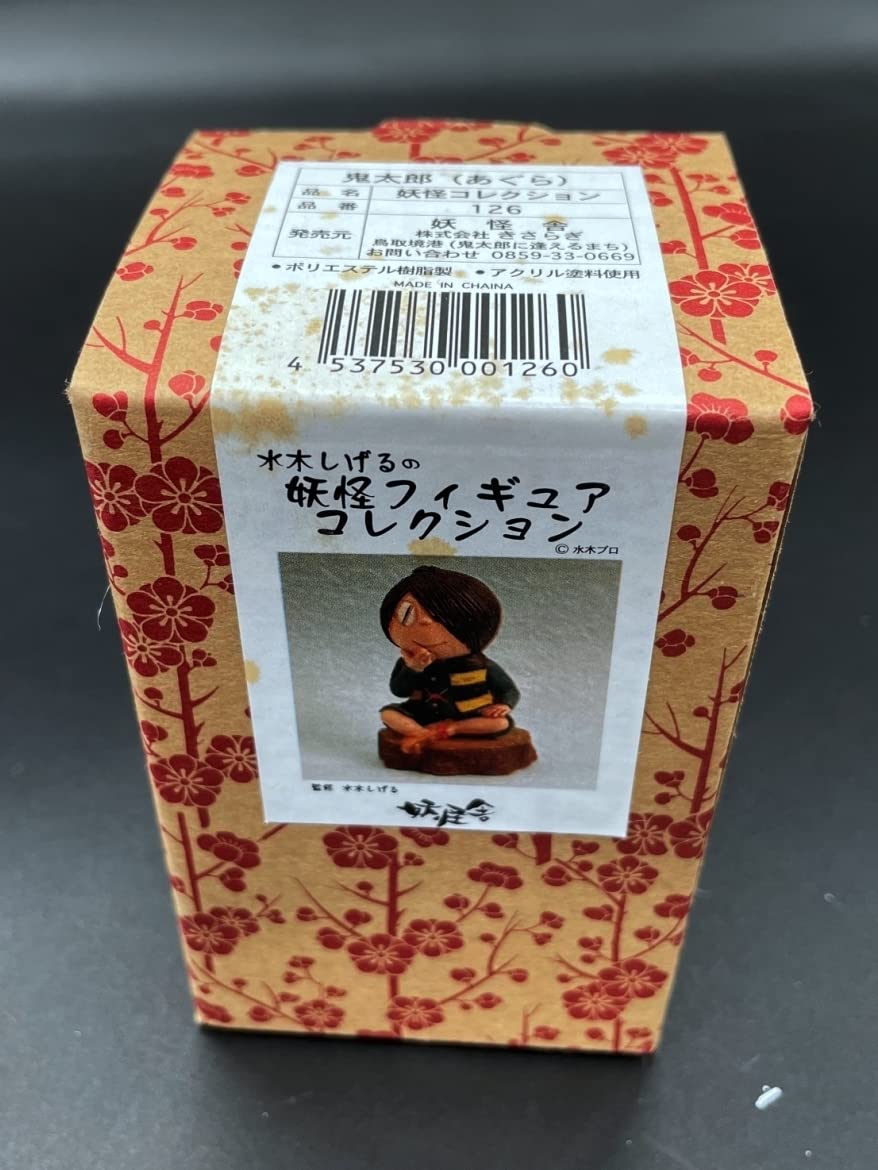 鬼太郎（あぐら）
品 名 妖怪コレクション
品 番 126
発売元 妖 怪 舎
株式会社 きさらぎ
鳥取境港（鬼太郎に逢えるまち）
お問い合わせ 0859-33-0669
•ポリエステル樹脂製 •アクリル塗料使用
MADE IN CHAINA
4 537530 001260
水木しげるの
妖怪フィギュア
コレクション
© 水木プロ
監修 水木しげる
妖怪舎